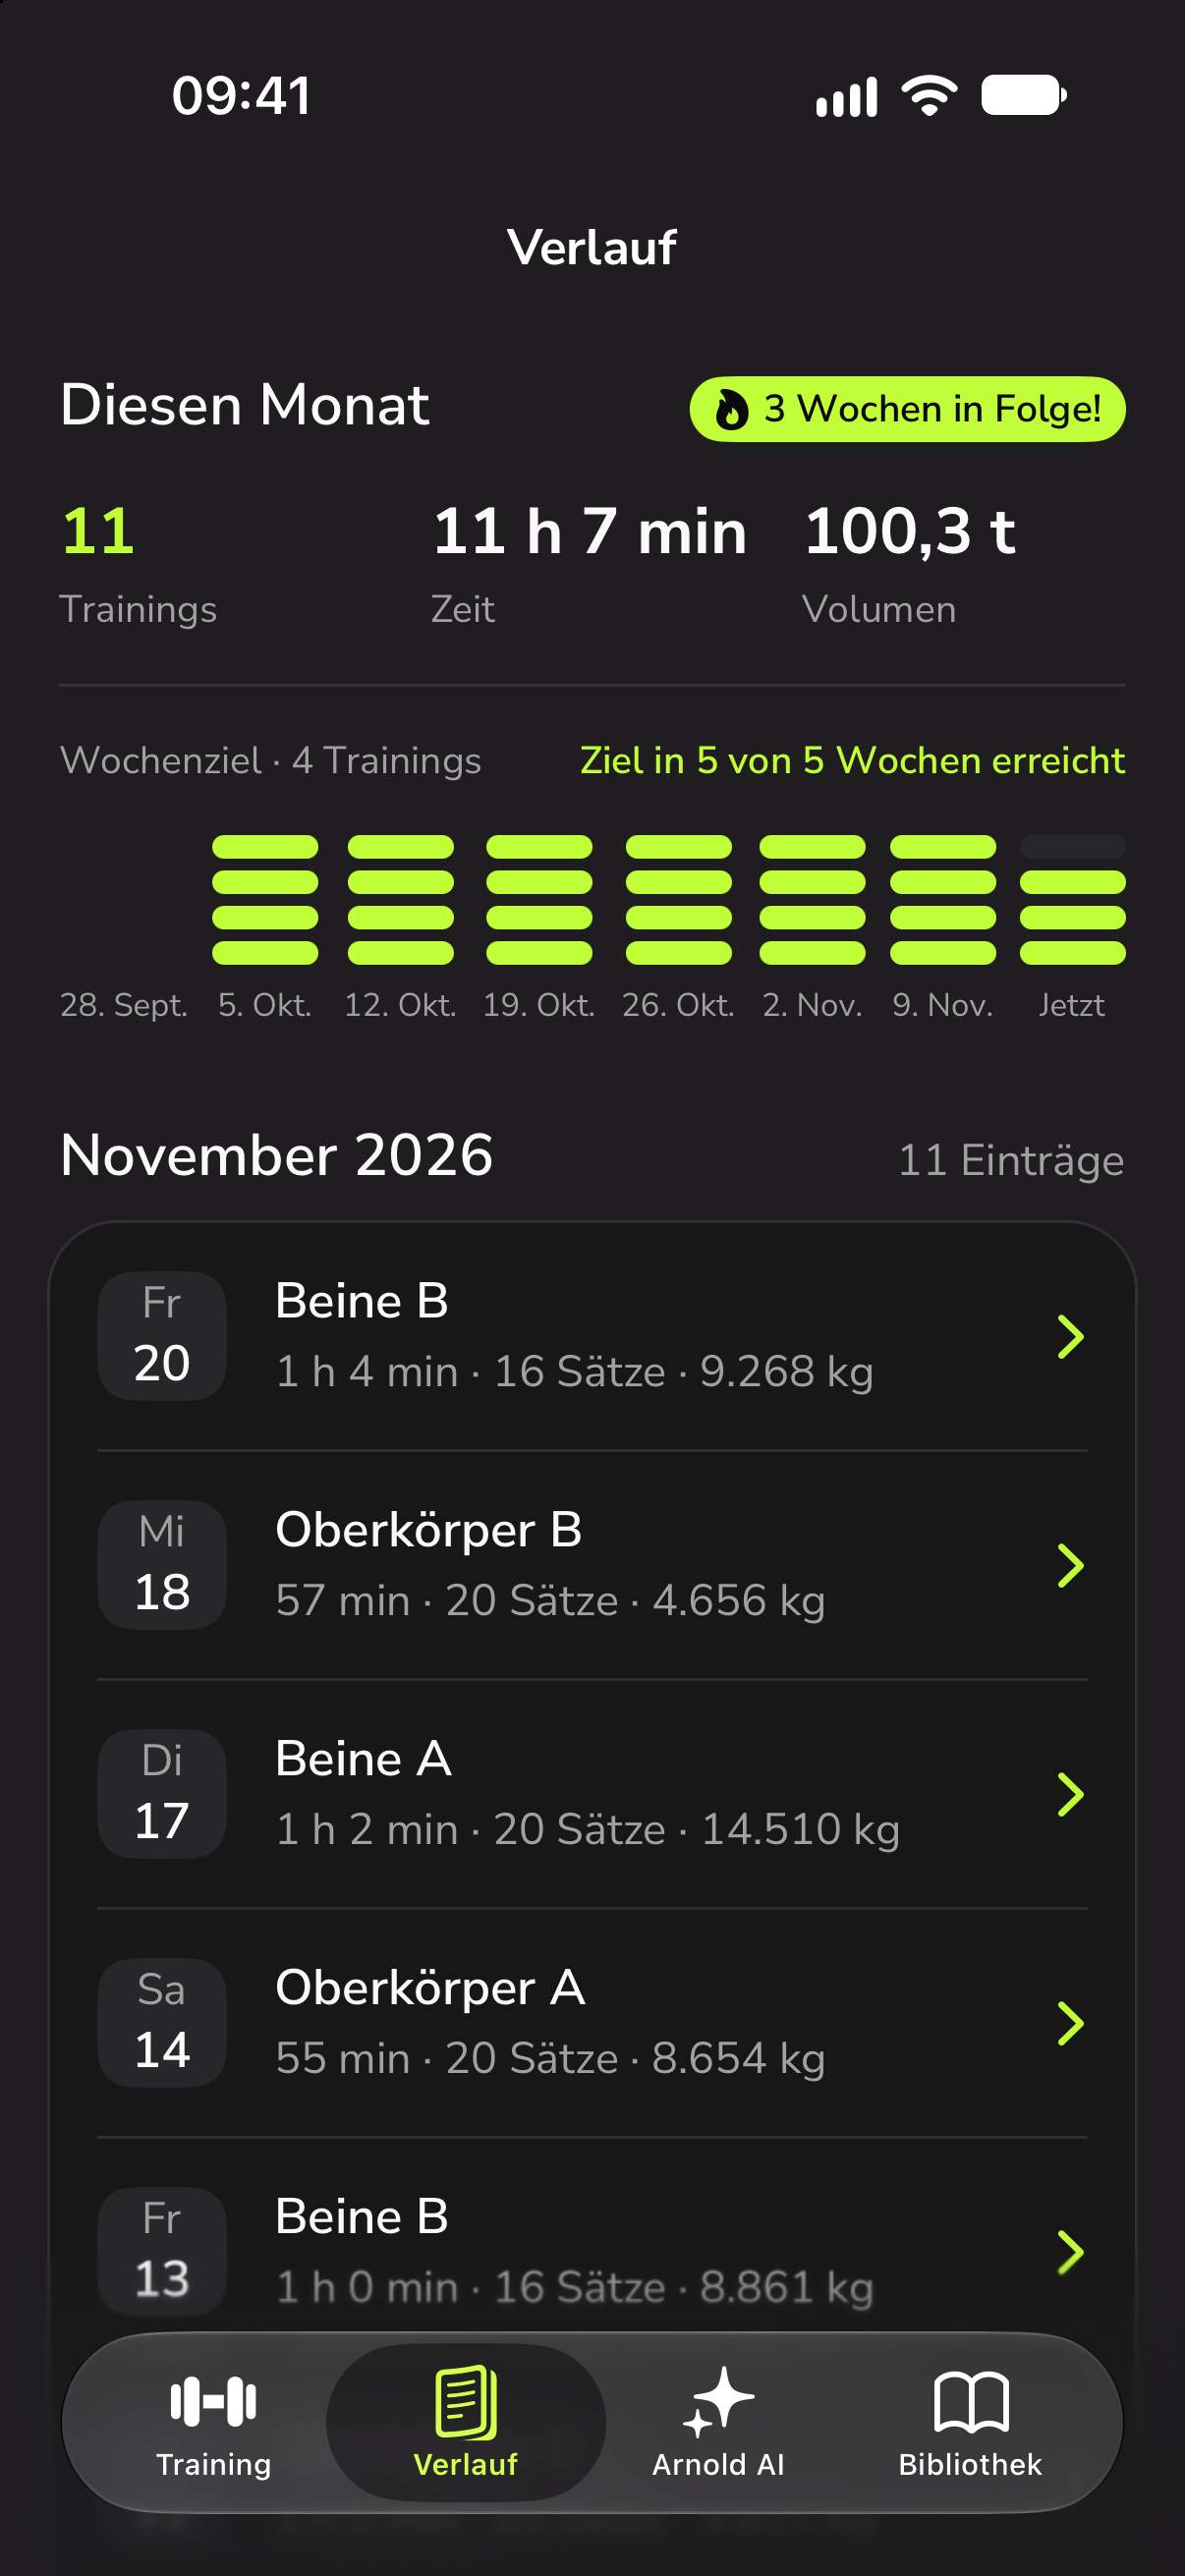 09:41
Verlauf
Diesen Monat
3 Wochen in Folge!
11
11 h 7 min
100,3 t
Trainings
Zeit
Volumen
Wochenziel · 4 Trainings
Ziel in 5 von 5 Wochen erreicht
28. Sept.
5. Okt.
12. Okt.
19. Okt.
26. Okt.
2. Nov.
9. Nov.
Jetzt
November 2026
11 Einträge
Fr
20
Beine B
1 h 4 min · 16 Sätze · 9.268 kg
Mi
18
Oberkörper B
57 min · 20 Sätze · 4.656 kg
Di
17
Beine A
1 h 2 min · 20 Sätze · 14.510 kg
Sa
14
Oberkörper A
55 min · 20 Sätze · 8.654 kg
Fr
13
Beine B
1 h 0 min · 16 Sätze · 8.861 kg
Training
Verlauf
Arnold AI
Bibliothek